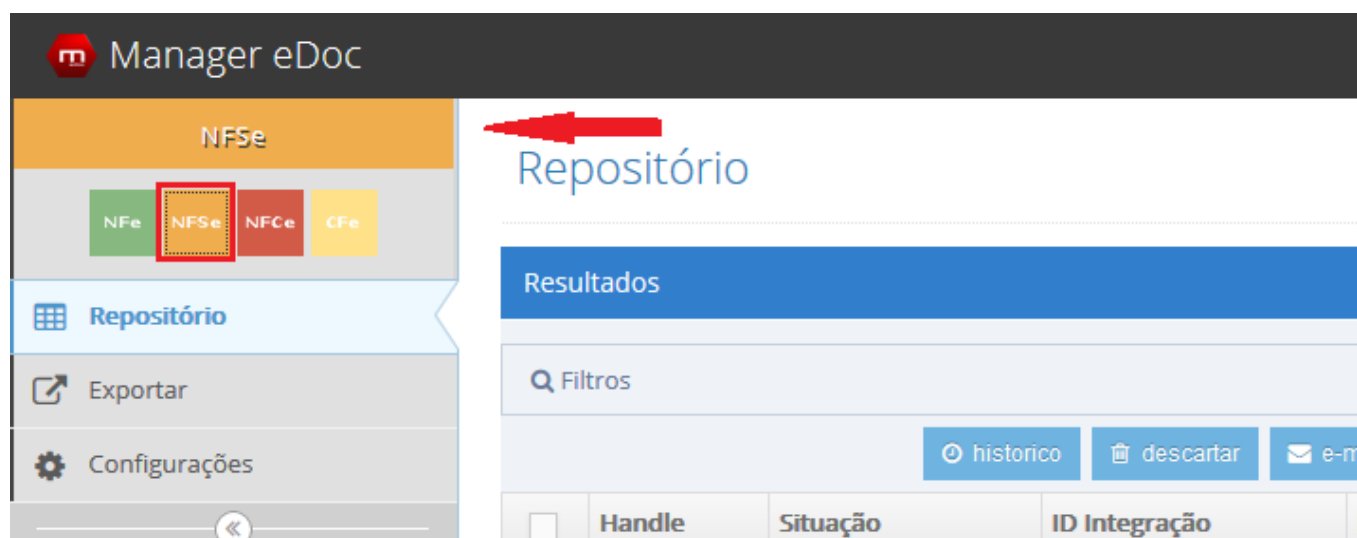 Manager eDoc
NFSe
NFe NFSe NFCe CFe
Repositório
Exportar
Configurações
Repositório
Resultados
Filtros
historico descartar e-m
Handle Situação ID Integração